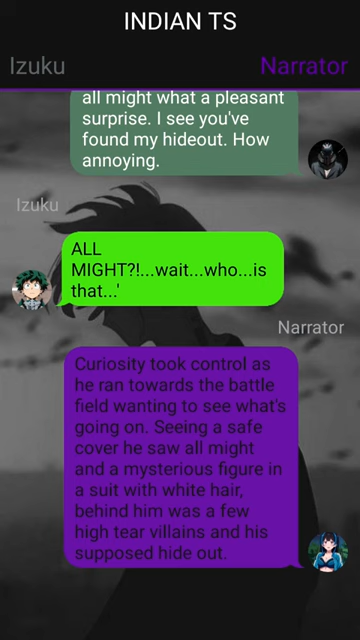 INDIAN TS
Izuku Narrator
all might what a pleasant
surprise. I see you've
found my hideout. How
annoying.
Izuku
ALL
MIGHT?!...wait...who...is
that...'
Narrator
Curiosity took control as
he ran towards the battle
field wanting to see what's
going on. Seeing a safe
cover he saw all might
and a mysterious figure in
a suit with white hair,
behind him was a few
high tear villains and his
supposed hide out.